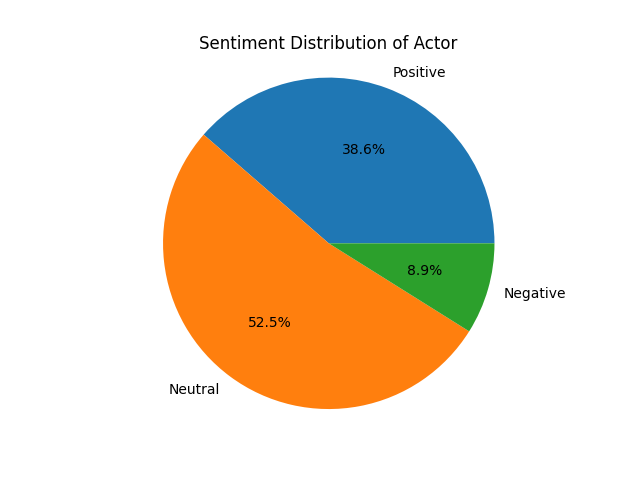 Sentiment Distribution of Actor
Positive
38.6%
8.9%
Negative
52.5%
Neutral